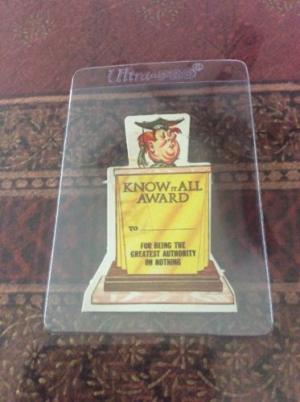 Ultra•PRO®
KNOW IT ALL
AWARD
TO
FOR BEING THE
GREATEST AUTHORITY
ON NOTHING